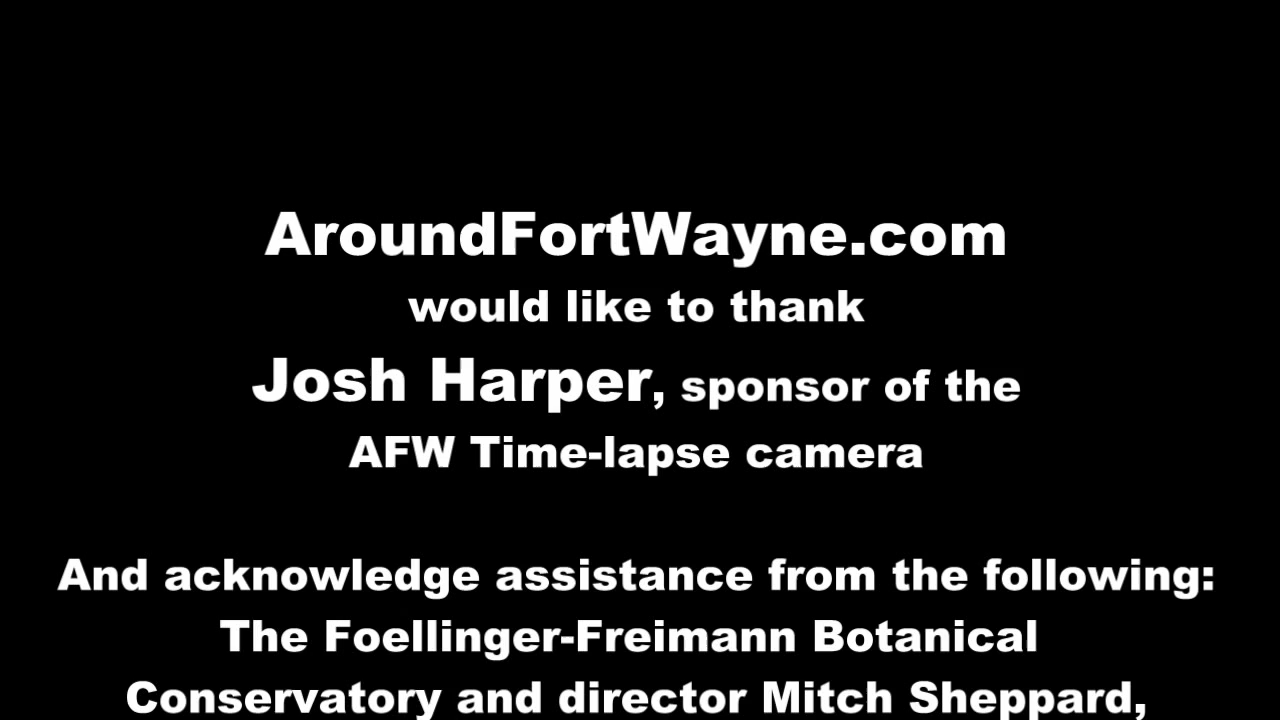 AroundFortWayne.com
would like to thank
Josh Harper, sponsor of the
AFW Time-lapse camera
And acknowledge assistance from the following:
The Foellinger-Freimann Botanical
Conservatory and director Mitch Sheppard,